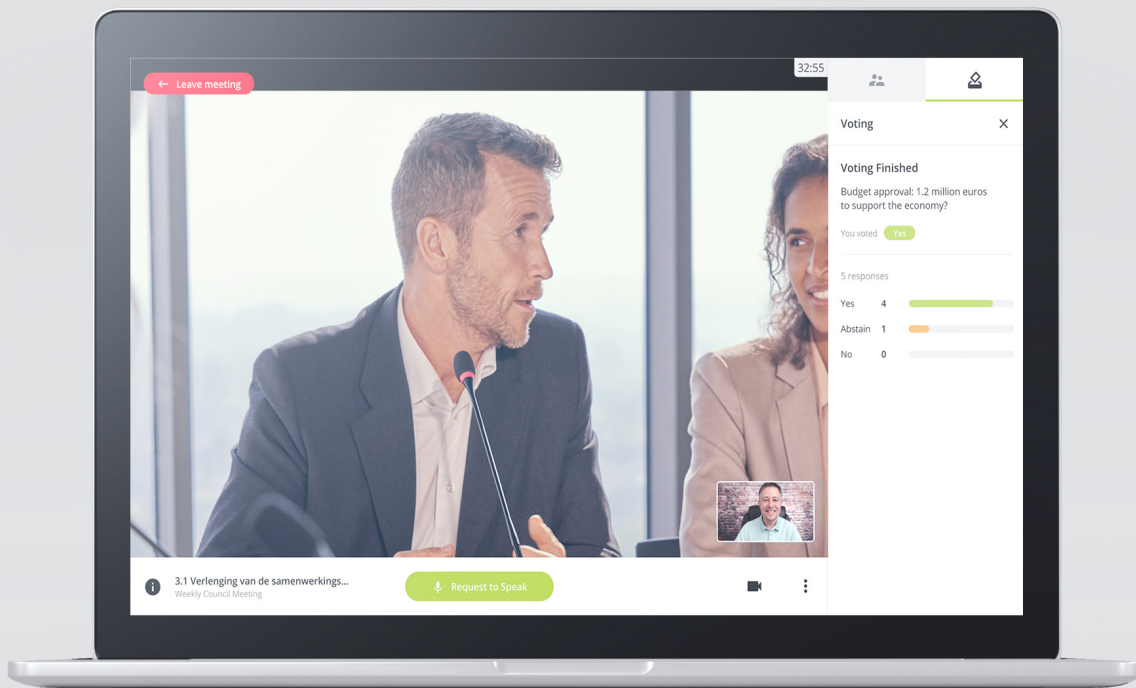 Leave meeting
32:55
Voting
Voting Finished
Budget approval: 1.2 million euros
to support the economy?
You voted Yes
5 responses
Yes 4
Abstain 1
No 0
3.1 Verlenging van de samenwerkings...
Weekly Council Meeting
Request to Speak